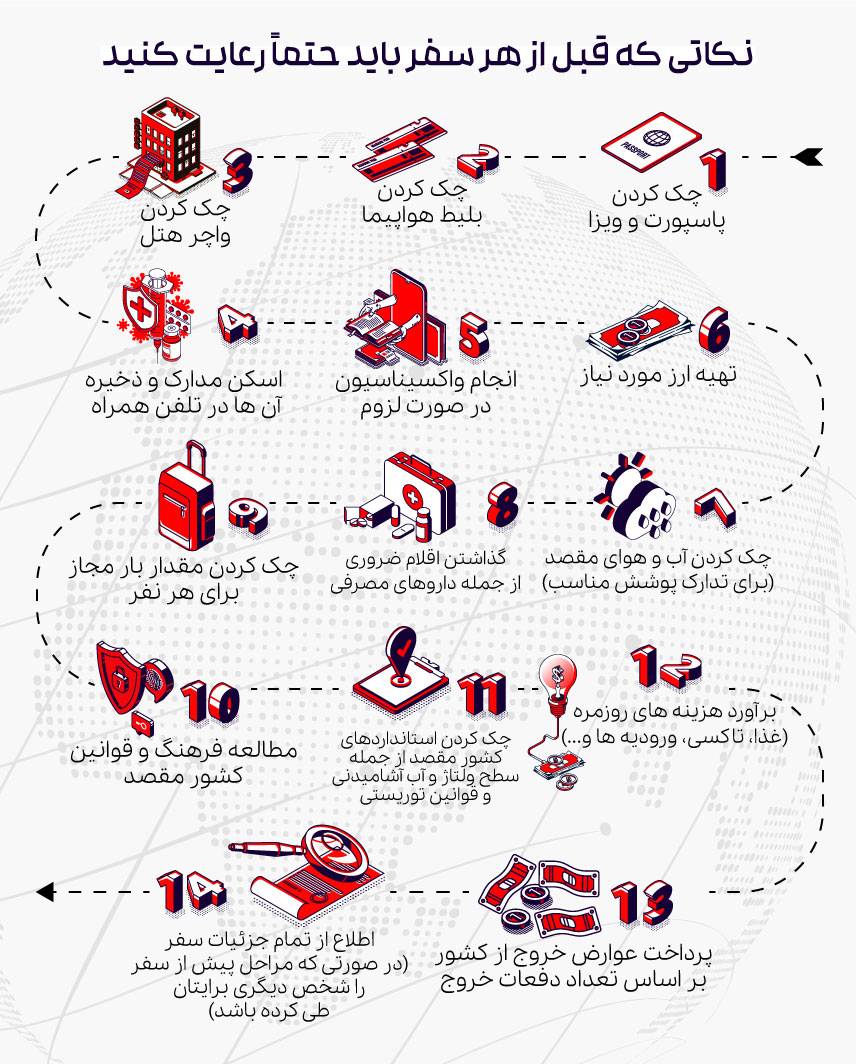 نکاتی که قبل از هر سفر باید حتماً رعایت کنید
PASSPORT
1
چک کردن
پاسپورت و ویزا
2
چک کردن
بلیط هواپیما
3
چک کردن
واچر هتل
4
اسکن مدارک و ذخیره
آن ها در تلفن همراه
5
انجام واکسیناسیون
در صورت لزوم
6
تهیه ارز مورد نیاز
7
چک کردن آب و هوای مقصد
(برای تدارک پوشش مناسب)
8
گذاشتن اقلام ضروری
از جمله داروهای مصرفی
9
چک کردن مقدار بار مجاز
برای هر نفر
10
مطالعه فرهنگ و قوانین
کشور مقصد
11
چک کردن استانداردهای
کشور مقصد از جمله
سطح ولتاژ و آب آشامیدنی
و قوانین توریستی
12
برآورد هزینه های روزمره
(غذا، تاکسی، ورودیه ها و...)
13
پرداخت عوارض خروج از کشور
بر اساس تعداد دفعات خروج
14
اطلاع از تمام جزئیات سفر
(در صورتی که مراحل پیش از سفر
را شخص دیگری برایتان
طی کرده باشد)